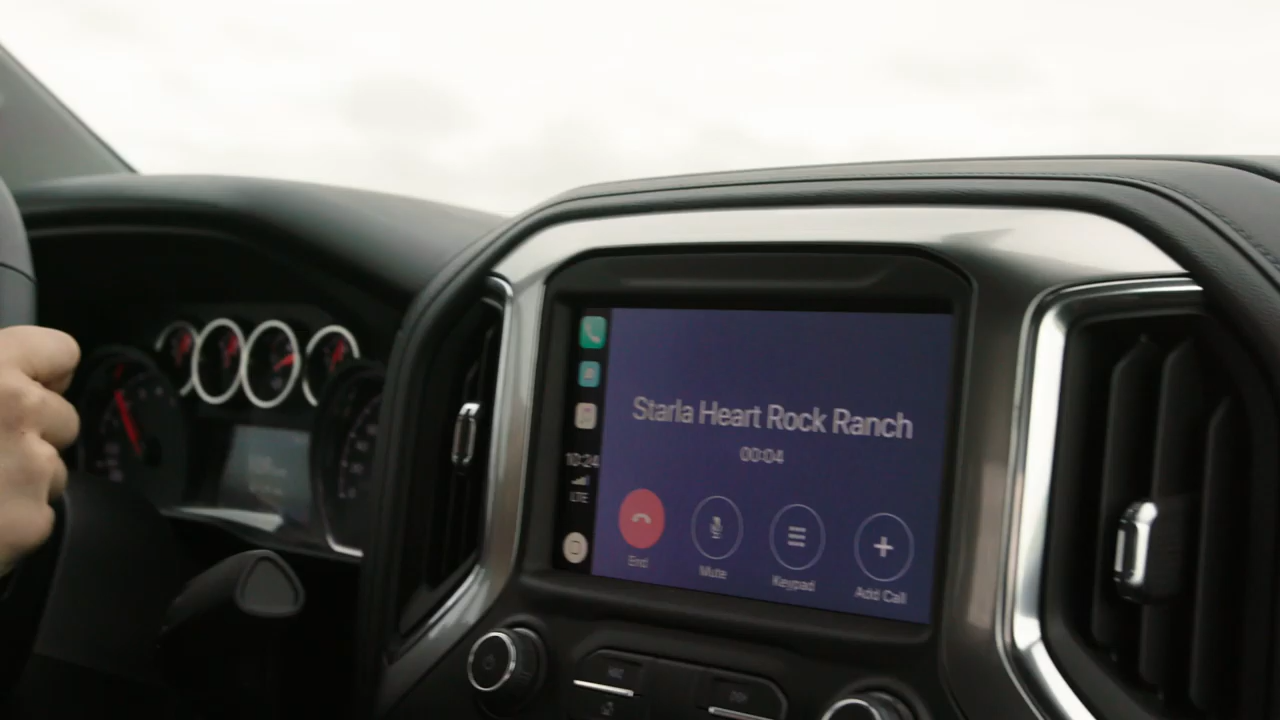 Starla Heart Rock Ranch
00:04
10:24
LTE
End
Mute
Keypad
Add Call